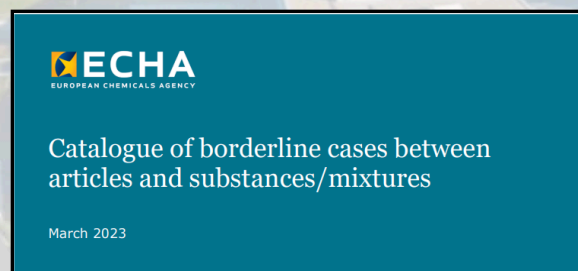 ECHA
EUROPEAN CHEMICALS AGENCY
Catalogue of borderline cases between
articles and substances/mixtures
March 2023